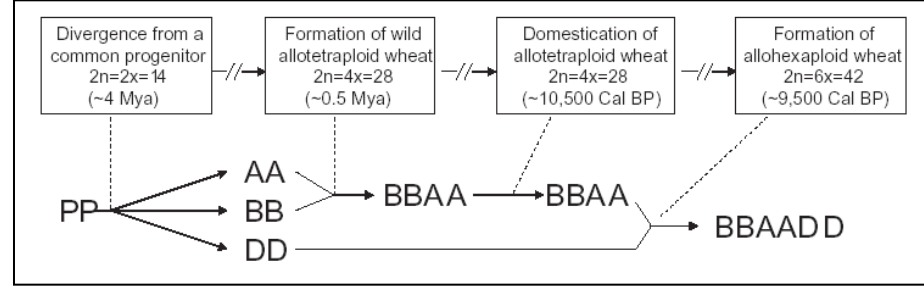 Divergence from a
common progenitor
2n=2x=14
(~4 Mya)
Formation of wild
allotetraploid wheat
2n=4x=28
(~0.5 Mya)
Domestication of
allotetraploid wheat
2n=4x=28
(~10,500 Cal BP)
Formation of
allohexaploid wheat
2n=6x=42
(~9,500 Cal BP)
PP
AA
BB
DD
BBAA
BBAA
BBAADD